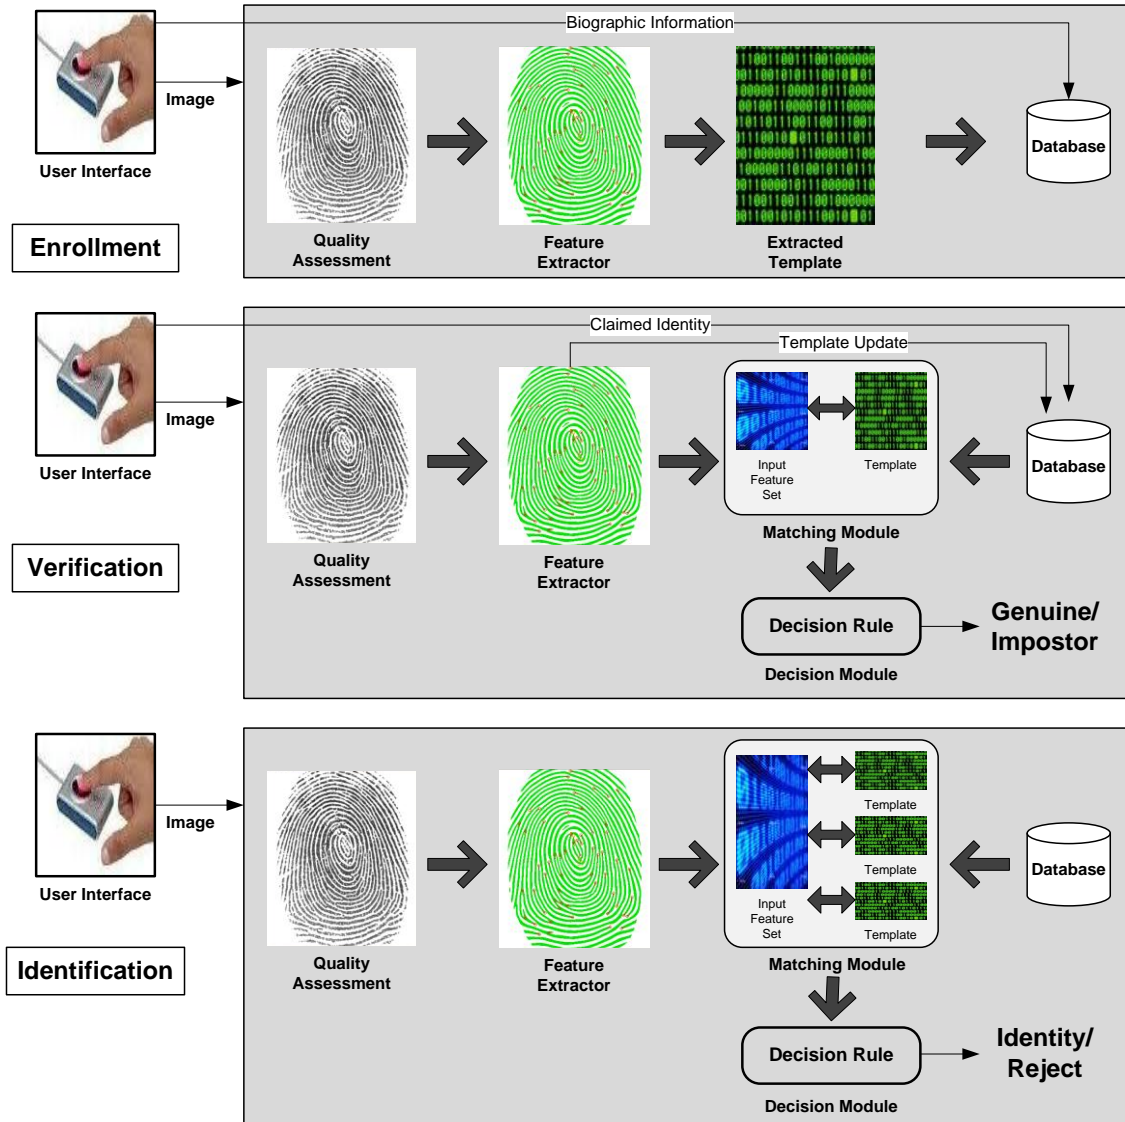 Biographic Information
Image
User Interface
Database
Quality
Assessment
Feature
Extractor
Extracted
Template
Enrollment
Claimed Identity
Template Update
Image
User Interface
Input
Feature
Set
Template
Database
Quality
Assessment
Feature
Extractor
Matching Module
Verification
Decision Rule
Genuine/
Impostor
Decision Module
Image
User Interface
Template
Template
Input
Feature
Set
Template
Database
Quality
Assessment
Feature
Extractor
Matching Module
Identification
Decision Rule
Identity/
Reject
Decision Module